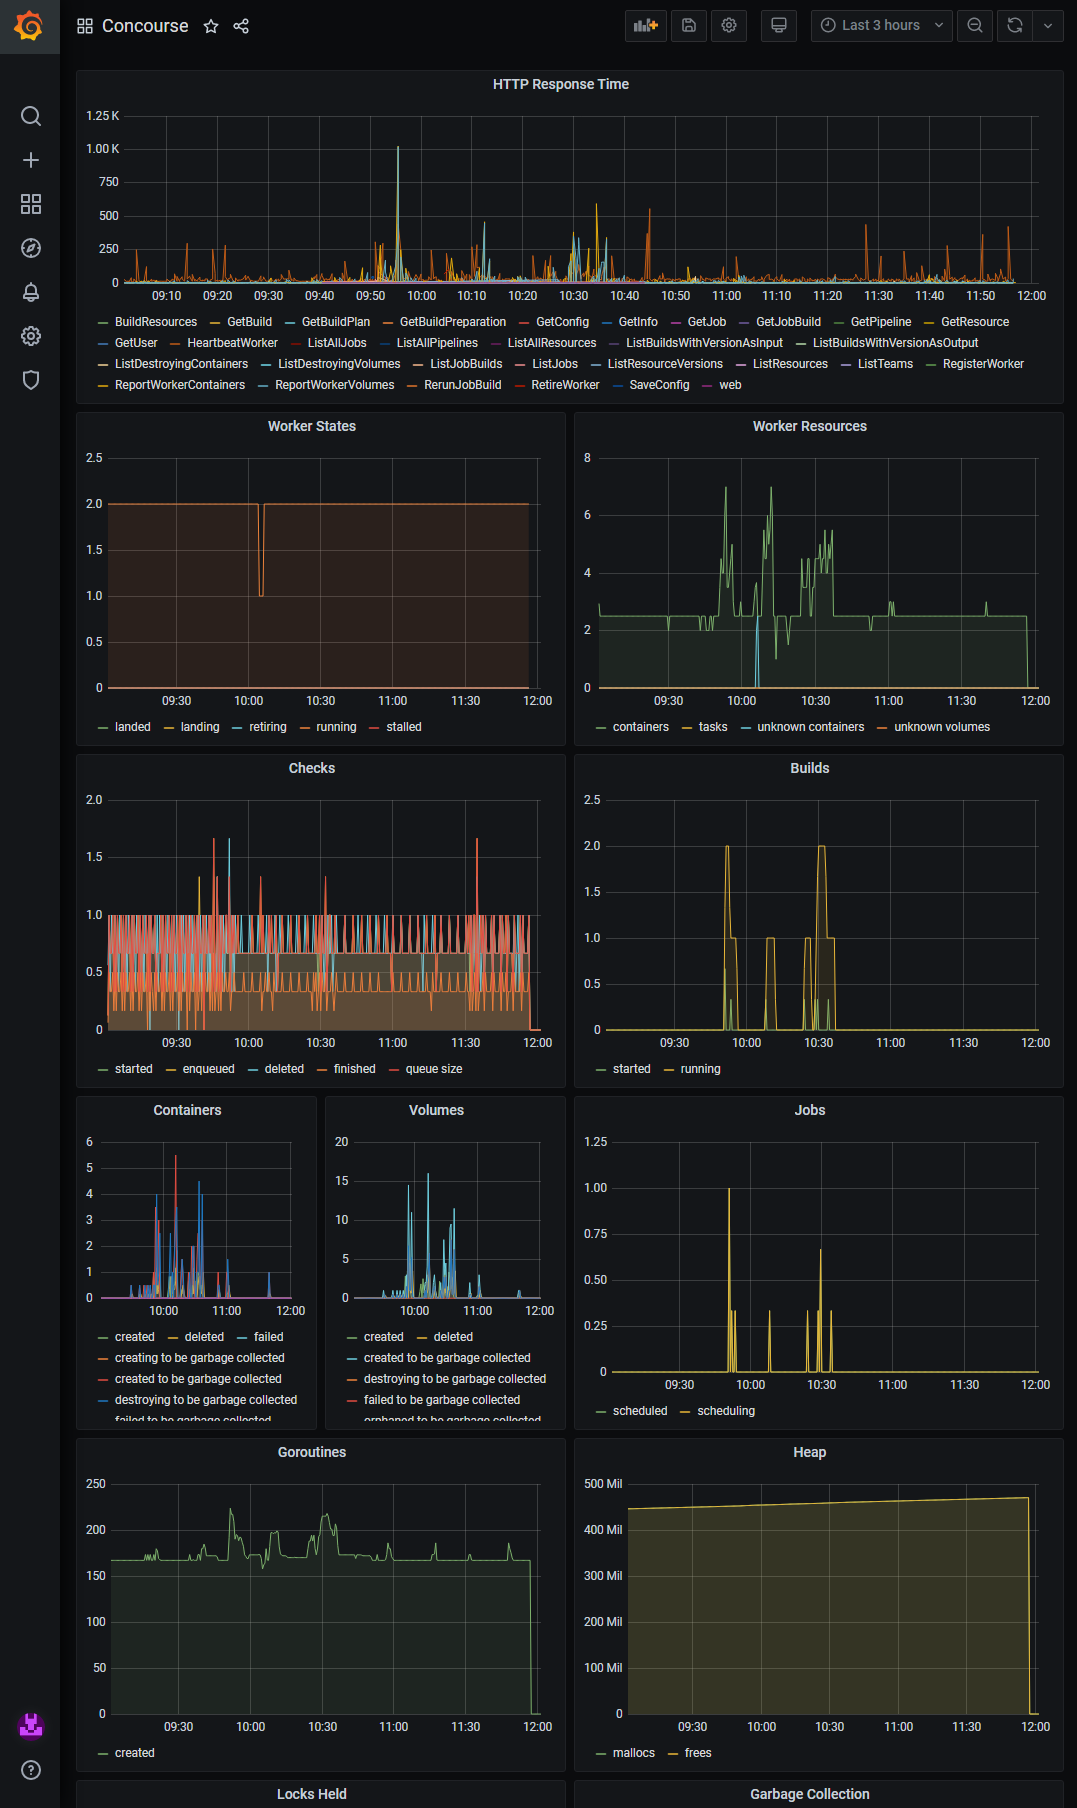 Concourse
Last 3 hours
HTTP Response Time
1.25 K
1.00 K
750
500
250
0
09:10 09:20 09:30 09:40 09:50 10:00 10:10 10:20 10:30 10:40 10:50 11:00 11:10 11:20 11:30 11:40 11:50 12:00
BuildResources GetBuild GetBuildPlan GetBuildPreparation GetConfig GetInfo GetJob GetJobBuild GetPipeline GetResource
GetUser HeartbeatWorker ListAllJobs ListAllPipelines ListAllResources ListBuildsWithVersionAsInput ListBuildsWithVersionAsOutput
ListDestroyingContainers ListDestroyingVolumes ListJobBuilds ListJobs ListResourceVersions ListResources ListTeams RegisterWorker
ReportWorkerContainers ReportWorkerVolumes RerunJobBuild RetireWorker SaveConfig web
Worker States
2.5
2.0
1.5
1.0
0.5
0
09:30 10:00 10:30 11:00 11:30 12:00
landed landing retiring running stalled
Worker Resources
8
6
4
2
0
09:30 10:00 10:30 11:00 11:30 12:00
containers tasks unknown containers unknown volumes
Checks
2.0
1.5
1.0
0.5
0
09:30 10:00 10:30 11:00 11:30 12:00
started enqueued deleted finished queue size
Builds
2.5
2.0
1.5
1.0
0.5
0
09:30 10:00 10:30 11:00 11:30 12:00
started running
Containers
6
5
4
3
2
1
0
10:00 11:00 12:00
created deleted failed
creating to be garbage collected
created to be garbage collected
destroying to be garbage collected
failed to be garbage collected
Volumes
20
15
10
5
0
10:00 11:00 12:00
created deleted
created to be garbage collected
destroying to be garbage collected
failed to be garbage collected
orphaned to be garbage collected
Jobs
1.25
1.00
0.75
0.50
0.25
0
09:30 10:00 10:30 11:00 11:30 12:00
scheduled scheduling
Goroutines
250
200
150
100
50
0
09:30 10:00 10:30 11:00 11:30 12:00
created
Heap
500 Mil
400 Mil
300 Mil
200 Mil
100 Mil
0
09:30 10:00 10:30 11:00 11:30 12:00
mallocs frees
Locks Held
Garbage Collection